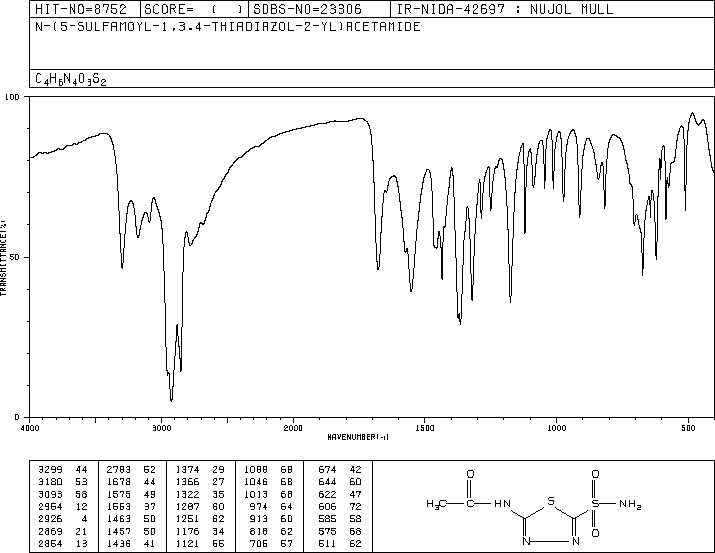 HIT-NO=8752 SCORE= ( ) SDBS-NO=23306 IR-NIDA-42697 : NUJOL MULL
N-(5-SULFAMOYL-1,3,4-THIADIAZOL-2-YL)ACETAMIDE
C4H6N4O3S2
100
TRANSMITTANCE(%)
50
0
4000 3000 2000 1500 1000 500
WAVENUMBER(-1)
3299 44 2783 52 1374 29 1088 68 674 42
3180 53 1678 44 1366 27 1046 68 644 60
3093 58 1575 49 1322 35 1013 68 622 47
2954 12 1553 37 1287 60 974 64 606 72
2926 4 1463 50 1251 62 913 60 585 58
2869 21 1457 50 1176 34 818 62 575 68
2854 13 1436 41 1121 55 706 57 511 62
O O
S
H3C C HN S NH2
O
N N